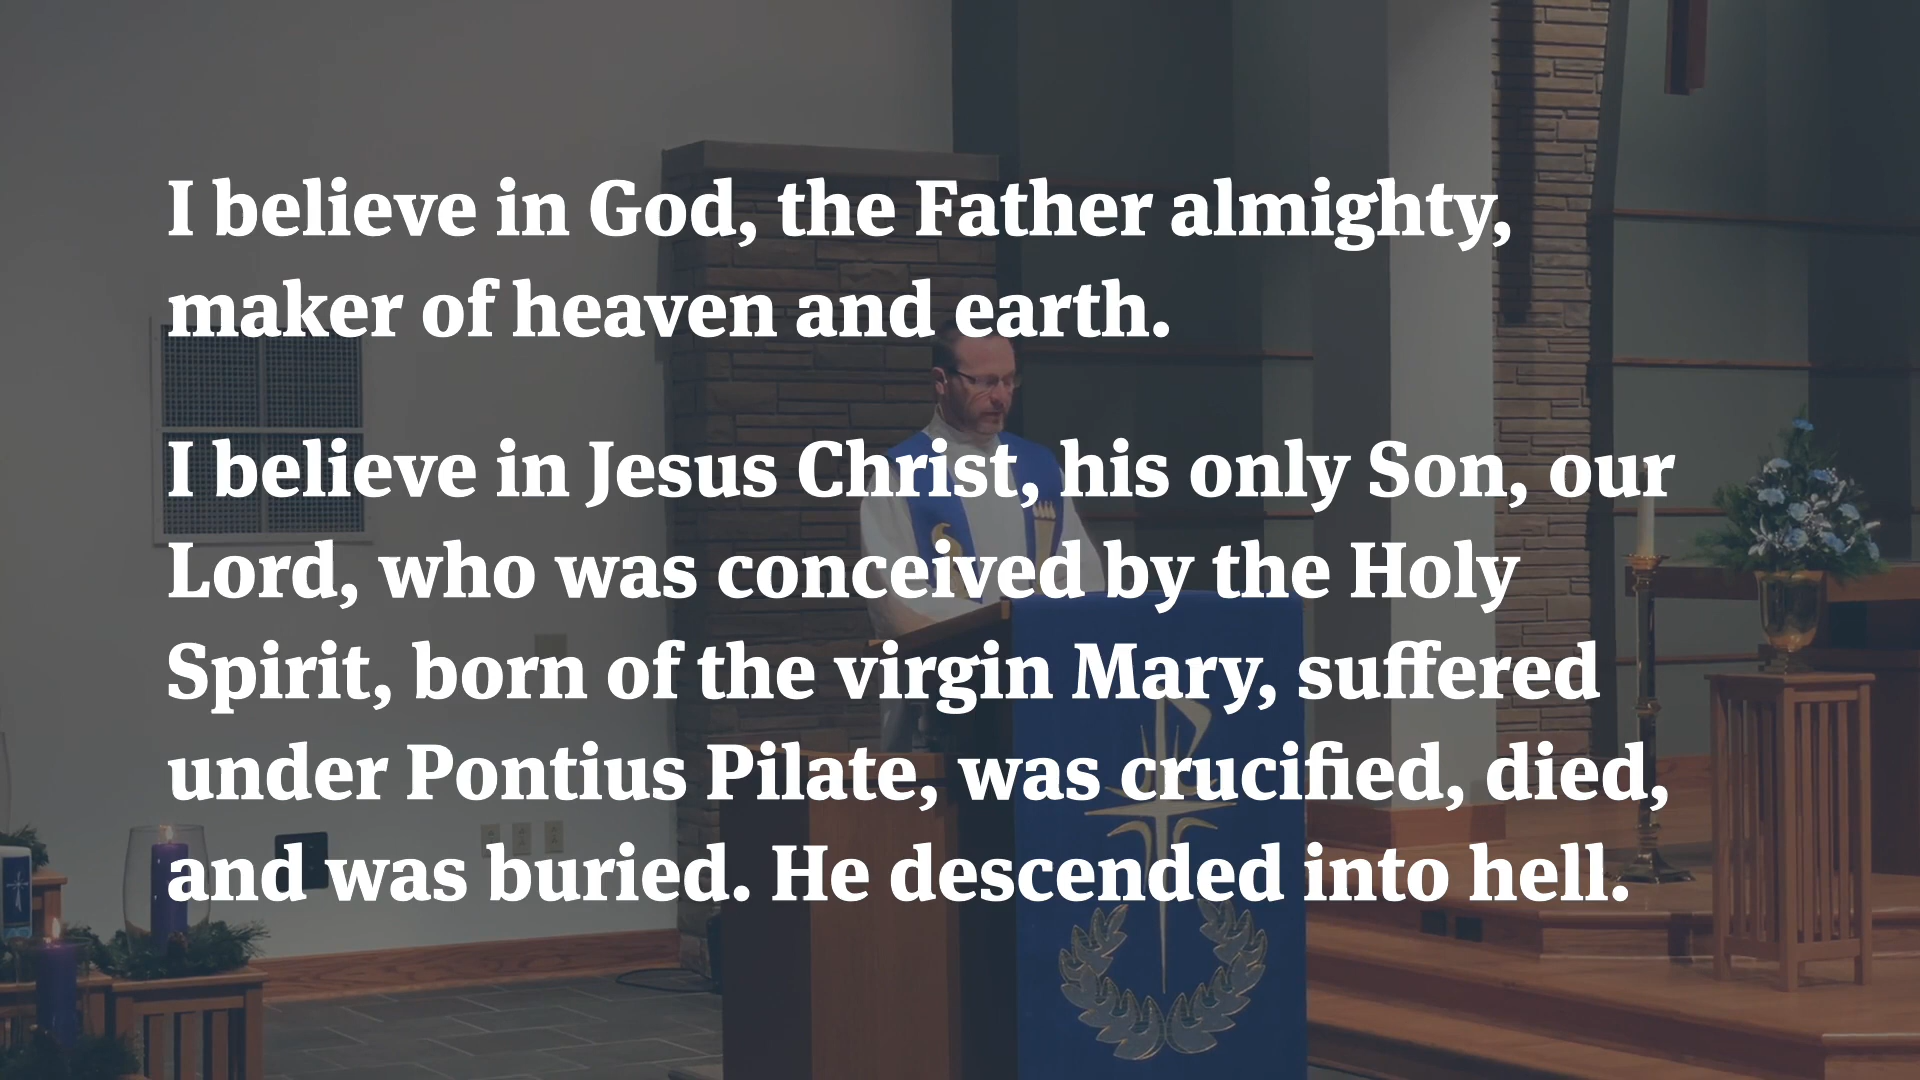 I believe in God, the Father almighty,
maker of heaven and earth.
I believe in Jesus Christ, his only Son, our
Lord, who was conceived by the Holy
Spirit, born of the virgin Mary, suffered
under Pontius Pilate, was crucified, died,
and was buried. He descended into hell.